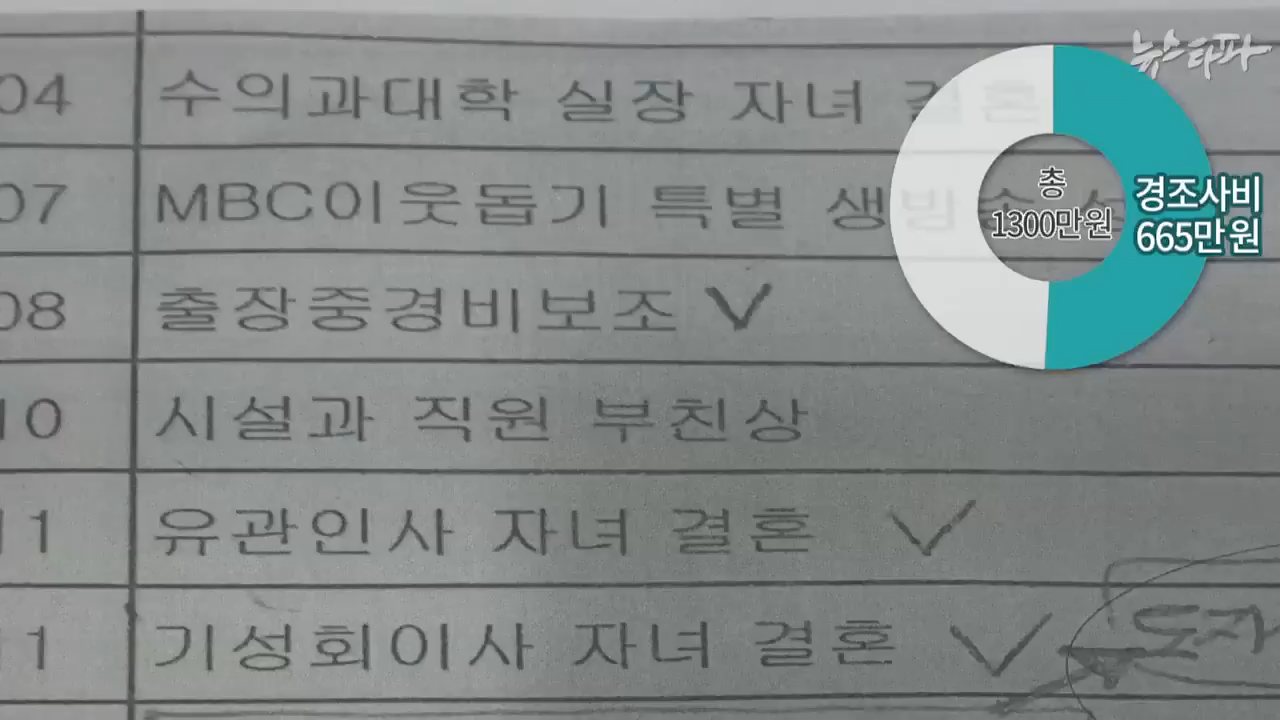 뉴스타파
04 수의과대학 실장 자녀 결혼
07 MBC이웃돕기 특별 생방송
08 출장중경비보조 V
10 시설과 직원 부친상
11 유관인사 자녀 결혼 V
11 기성회이사 자녀 결혼 V
총
1300만원
경조사비
665만원